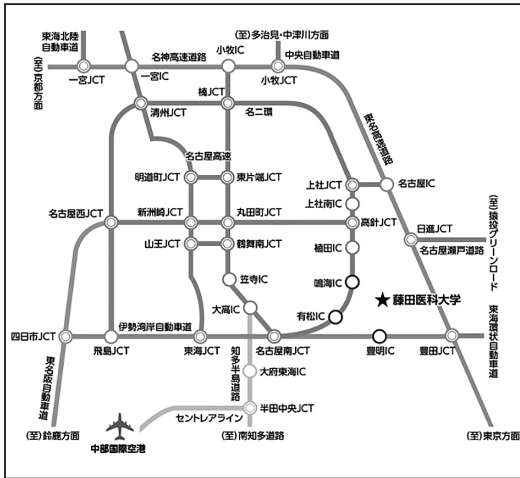 (至)多治見・中津川方面
東海北陸
自動車道
小牧IC
名神高速道路
中央自動車道
(至)京都方面
一宮JCT
一宮IC
小牧JCT
楠JCT
清州JCT
名二環
東名高速道路
名古屋高速
明道町JCT
東片端JCT
上社JCT
名古屋IC
上社南IC
(至)猿投グリーンロード
名古屋西JCT
新洲崎JCT
丸田町JCT
高針JCT
日進JCT
山王JCT
鶴舞南JCT
植田IC
名古屋瀬戸道路
笠寺IC
鳴海IC
大高IC
藤田医科大学
有松IC
伊勢湾岸自動車道
四日市JCT
飛島JCT
東海JCT
名古屋南JCT
豊明IC
豊田JCT
東海環状自動車道
知多半島道路
東名阪自動車道
大府東海IC
半田中央JCT
セントレアライン
(至)鈴鹿方面
中部国際空港
(至)南知多道路
(至)東京方面